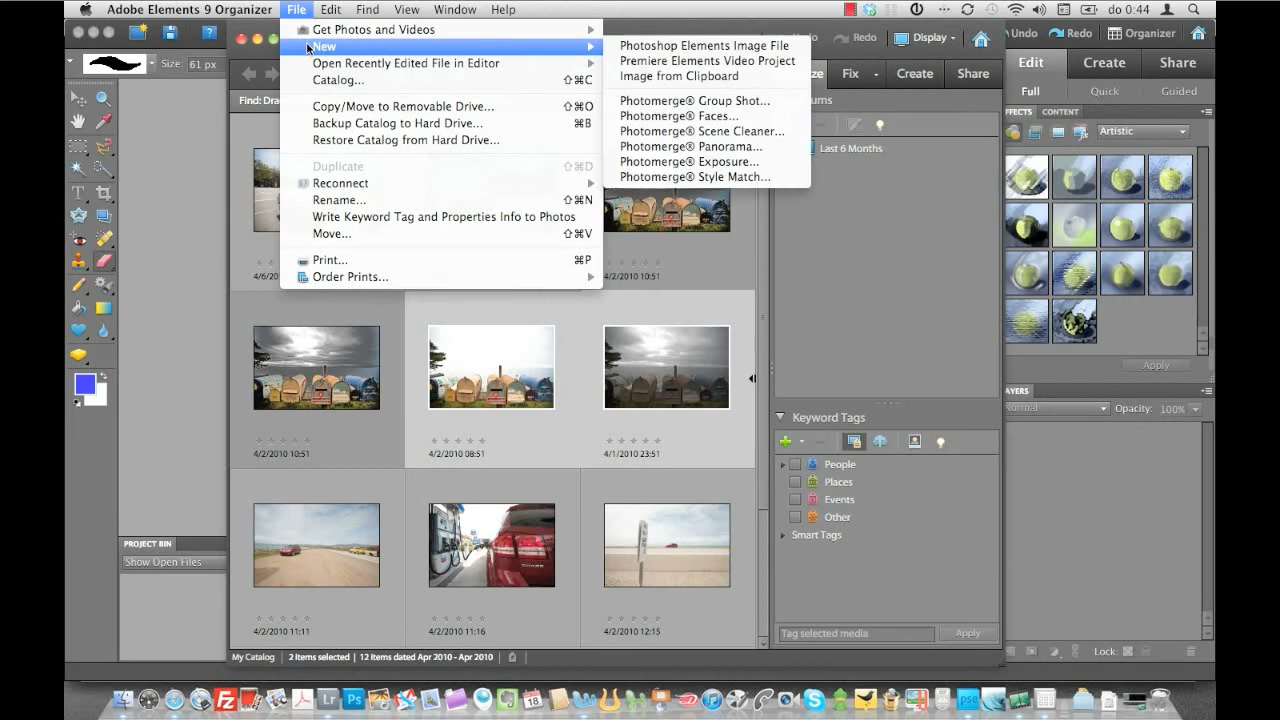 Adobe Elements 9 Organizer File Edit Find View Window Help do 0:44
Size: 61 px
Redo Display Undo Redo Organizer
Get Photos and Videos
New
Open Recently Edited File in Editor
Catalog... ⇧⌘C
Copy/Move to Removable Drive... ⇧⌘O
Backup Catalog to Hard Drive... ⌘B
Restore Catalog from Hard Drive...
Duplicate ⇧⌘D
Reconnect
Rename... ⇧⌘N
Write Keyword Tag and Properties Info to Photos
Move... ⇧⌘V
Print... ⌘P
Order Prints...
Photoshop Elements Image File
Premiere Elements Video Project
Image from Clipboard
Photomerge® Group Shot...
Photomerge® Faces...
Photomerge® Scene Cleaner...
Photomerge® Panorama...
Photomerge® Exposure...
Photomerge® Style Match...
Fix Create Share
Edit Create Share
Full Quick Guided
CONTENT
Artistic
Find:
Last 6 Months
4/2/2010 10:51
4/2/2010 10:51 4/2/2010 08:51 4/1/2010 23:51
4/2/2010 11:11 4/2/2010 11:16 4/2/2010 12:15
Apply
Opacity: 100%
Keyword Tags
People
Places
Events
Other
Smart Tags
Tag selected media Apply
Lock:
PROJECT BIN
Show Open Files
My Catalog 2 items selected 12 items dated Apr 2010 - Apr 2010
Fz Lr Ps 18 S pse